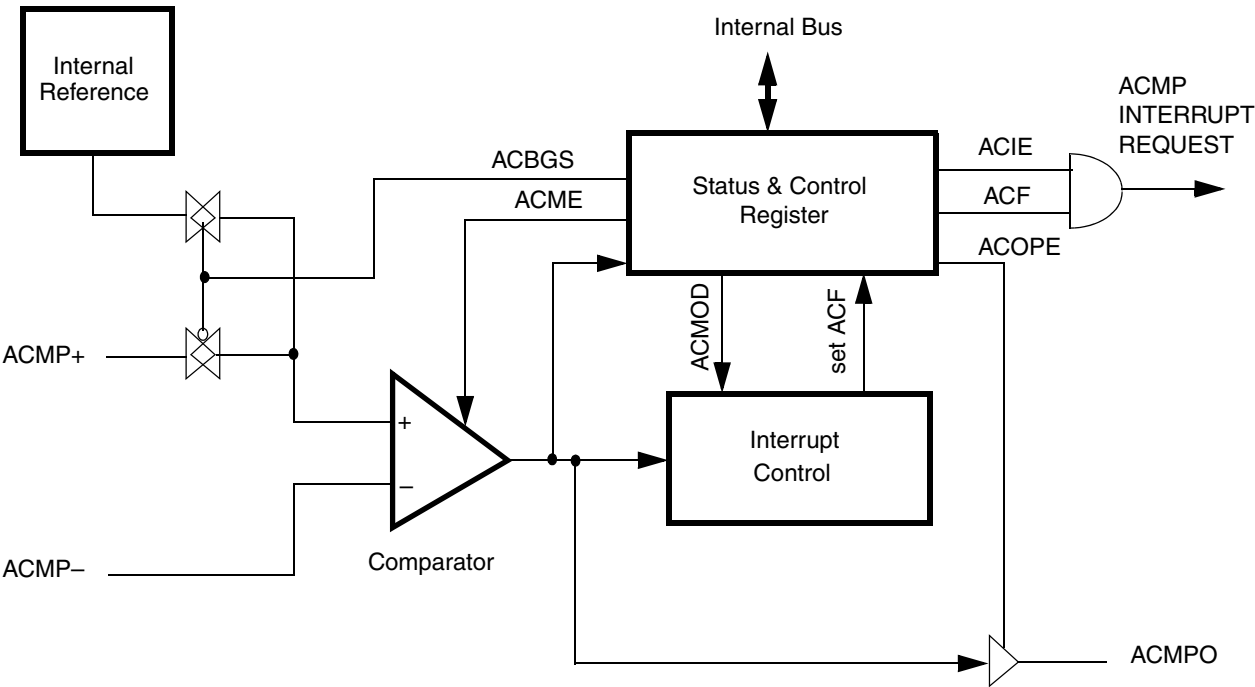 Internal Bus
Internal
Reference
ACMP
INTERRUPT
REQUEST
ACBGS
ACME
Status & Control
Register
ACIE
ACF
ACOPE
ACMOD
set ACF
ACMP+
+
–
Comparator
Interrupt
Control
ACMP–
ACMPO